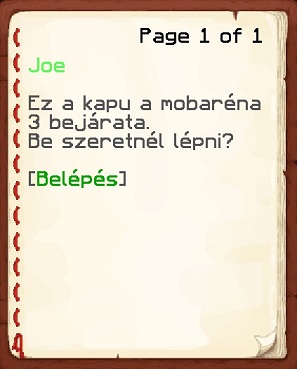 Page 1 of 1
Joe
Ez a kapu a mobaréna
3 bejárata.
Be szeretnél lépni?
[Belépés]